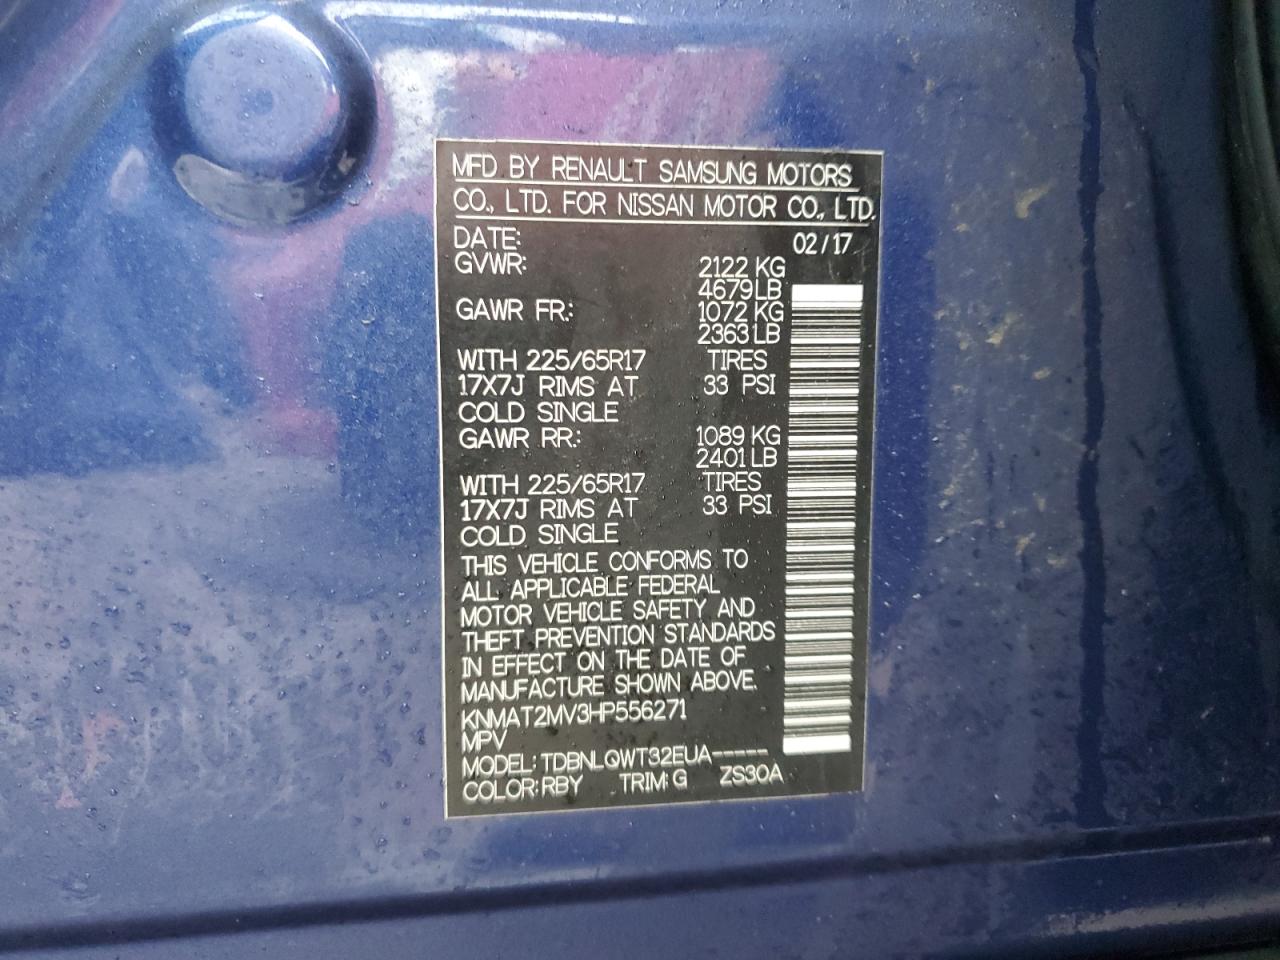 MFD BY RENAULT SAMSUNG MOTORS
CO., LTD. FOR NISSAN MOTOR CO., LTD.
DATE: 02/17
GVWR: 2122 KG
4679 LB
GAWR FR.: 1072 KG
2363 LB
WITH 225/65R17 TIRES
17X7J RIMS AT 33 PSI
COLD SINGLE
GAWR RR.: 1089 KG
2401 LB
WITH 225/65R17 TIRES
17X7J RIMS AT 33 PSI
COLD SINGLE
THIS VEHICLE CONFORMS TO
ALL APPLICABLE FEDERAL
MOTOR VEHICLE SAFETY AND
THEFT PREVENTION STANDARDS
IN EFFECT ON THE DATE OF
MANUFACTURE SHOWN ABOVE.
KNMAT2MV3HP556271
MPV
MODEL: TDBNLQWT32EUA-----
COLOR: RBY TRIM: G ZS30A